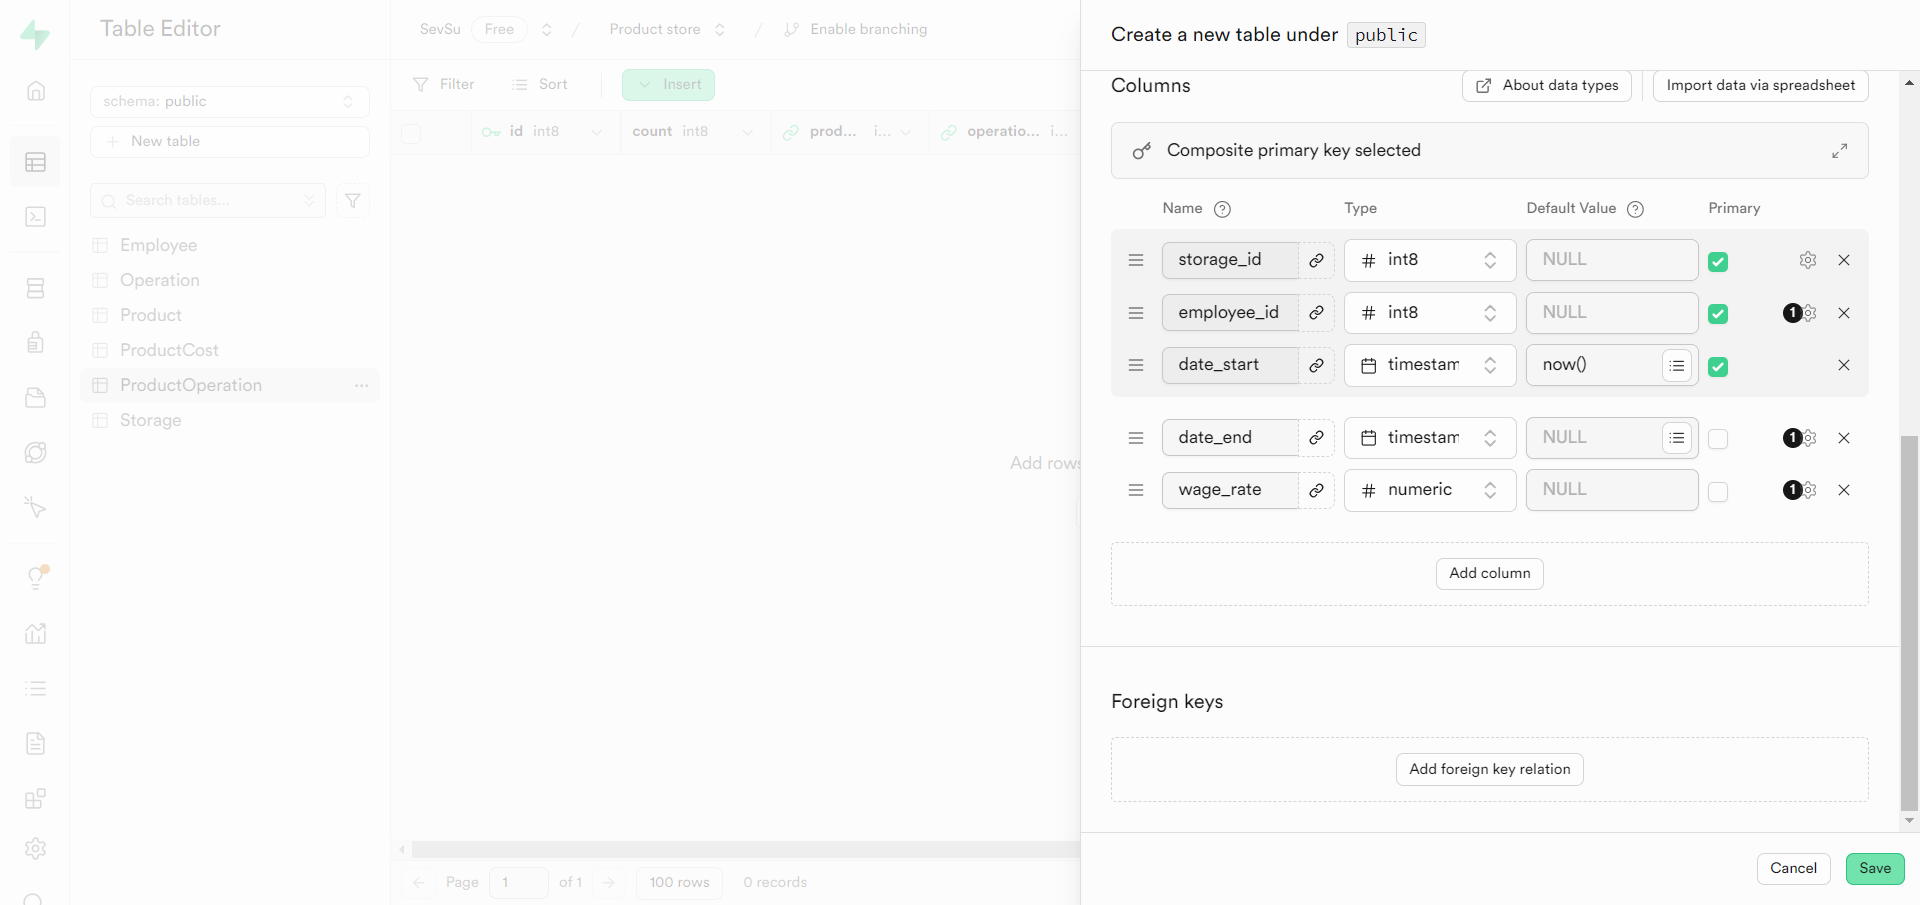 Table Editor
schema: public
New table
Search tables...
Employee
Operation
Product
ProductCost
ProductOperation
Storage
SevSu Free / Product store / Enable branching
Filter Sort Insert
id int8 count int8 prod... i... operatio... i...
Add rows
Page 1 of 1 100 rows 0 records
Create a new table under public
Columns About data types Import data via spreadsheet
Composite primary key selected
Name Type Default Value Primary
storage_id int8 NULL
employee_id int8 NULL 1
date_start timestam now()
date_end timestam NULL 1
wage_rate numeric NULL 1
Add column
Foreign keys
Add foreign key relation
Cancel Save